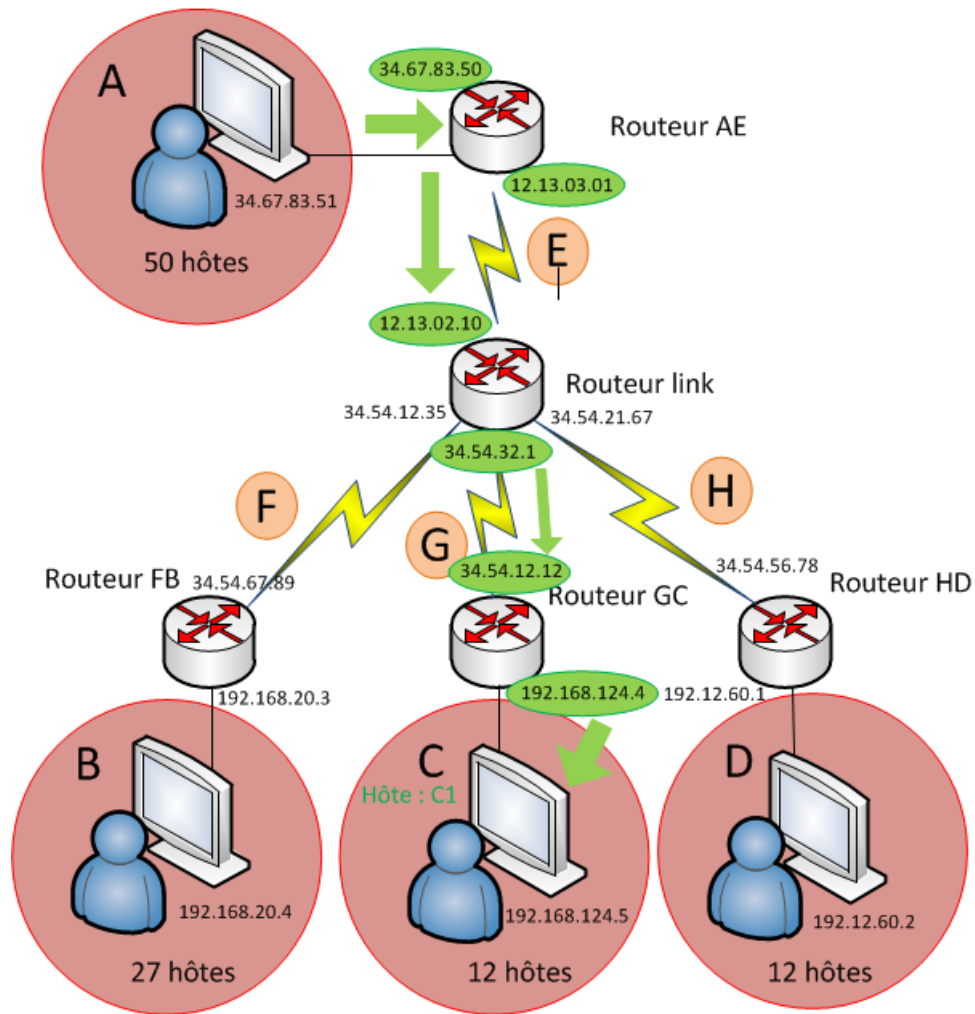 A
34.67.83.50
Routeur AE
34.67.83.51
12.13.03.01
50 hôtes
E
12.13.02.10
Routeur link
34.54.12.35
34.54.21.67
34.54.32.1
F
H
G
Routeur FB
34.54.67.89
34.54.12.12
34.54.56.78
Routeur GC
Routeur HD
192.168.20.3
192.168.124.4
192.12.60.1
B
C
D
Hôte : C1
192.168.20.4
192.168.124.5
192.12.60.2
27 hôtes
12 hôtes
12 hôtes